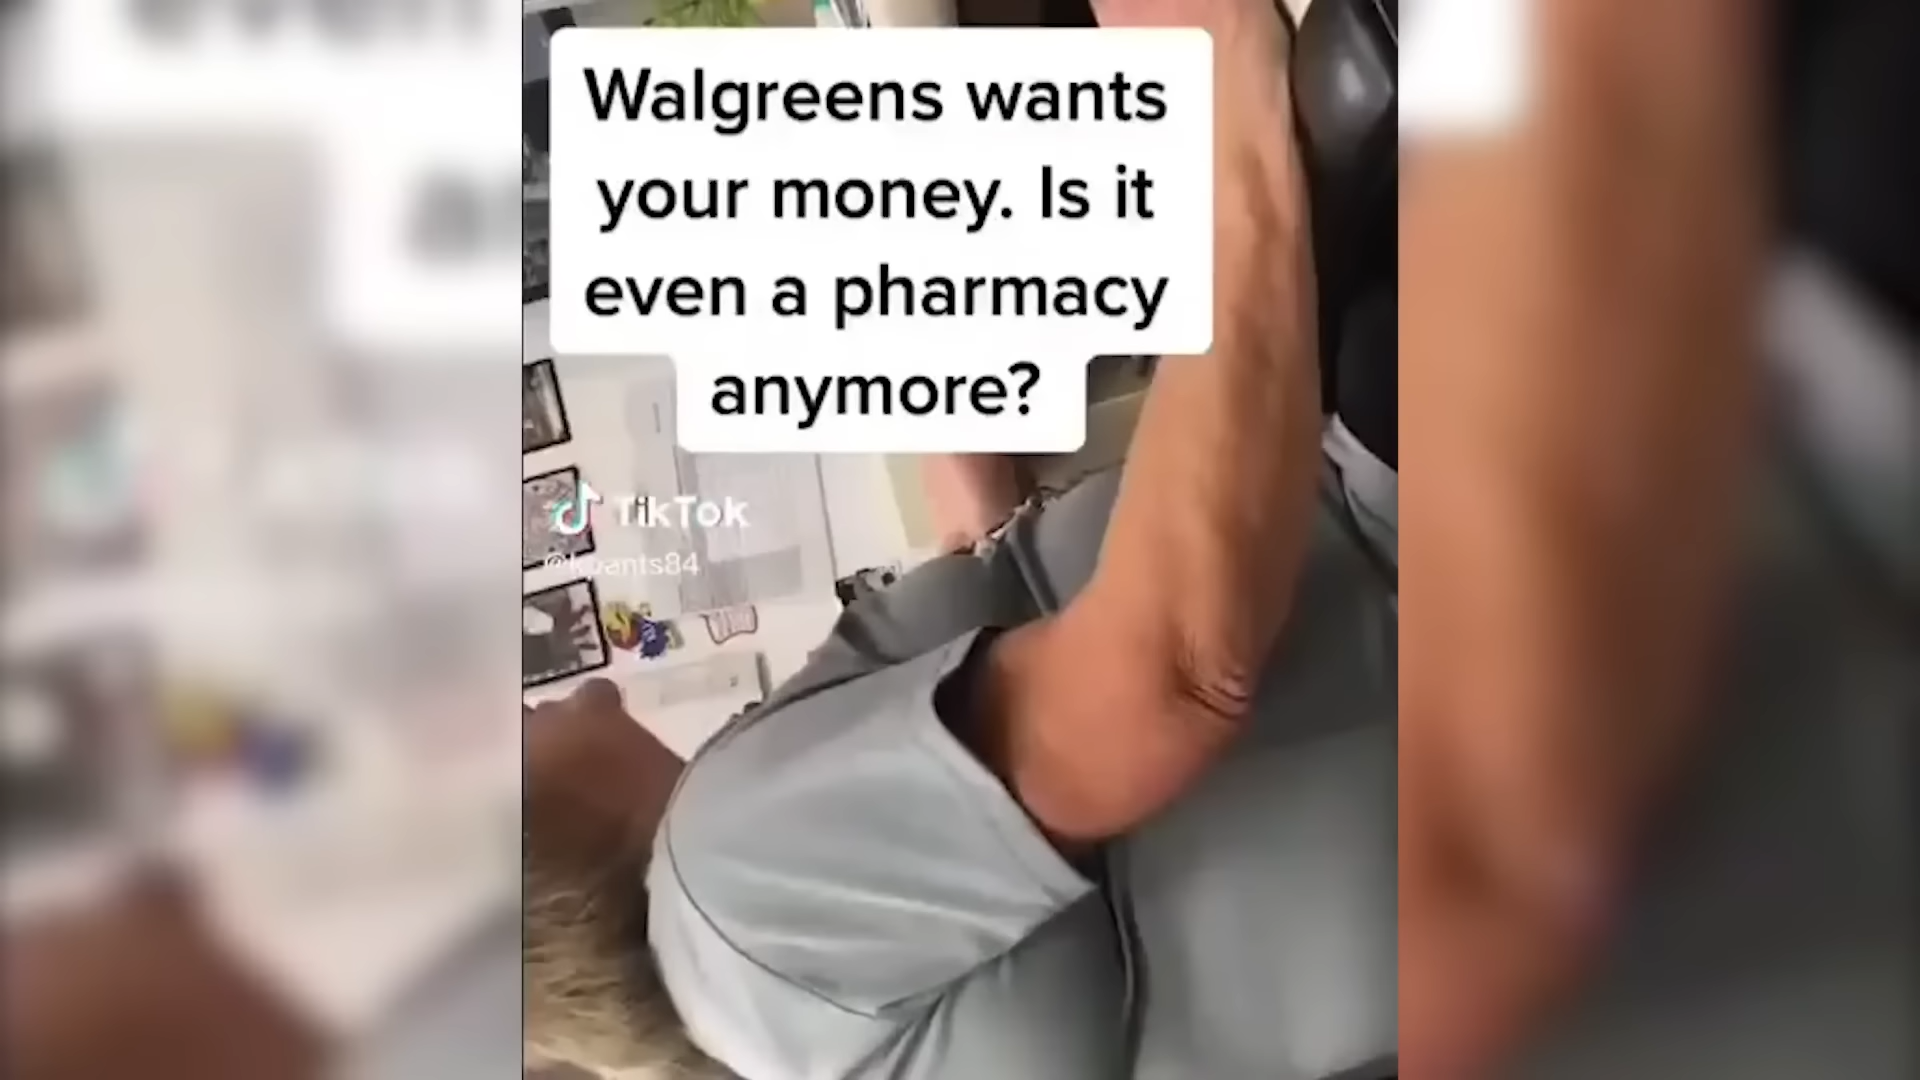 Walgreens wants
your money. Is it
even a pharmacy
anymore?
TikTok